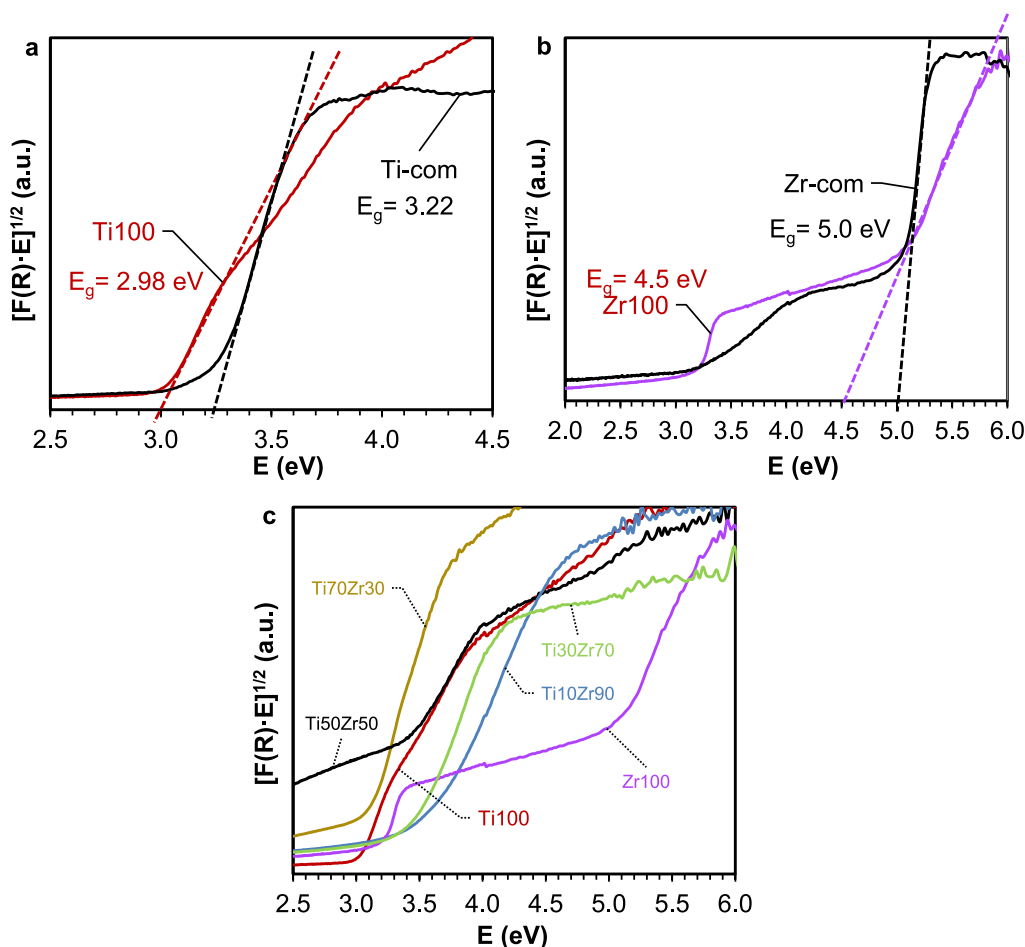 a
[F(R)·E]1/2 (a.u.)
Ti-com
Eg= 3.22
Ti100
Eg= 2.98 eV
2.5 3.0 3.5 4.0 4.5
E (eV)
b
[F(R)·E]1/2 (a.u.)
Zr-com
Eg= 5.0 eV
Eg= 4.5 eV
Zr100
2.0 2.5 3.0 3.5 4.0 4.5 5.0 5.5 6.0
E (eV)
c
[F(R)·E]1/2 (a.u.)
Ti70Zr30
Ti30Zr70
Ti10Zr90
Ti50Zr50
Zr100
Ti100
2.5 3.0 3.5 4.0 4.5 5.0 5.5 6.0
E (eV)